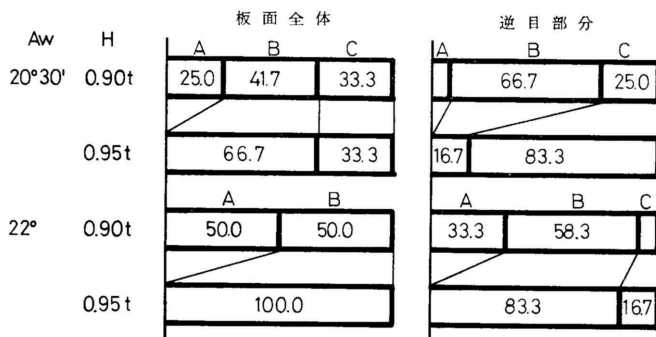 板面全体 逆目部分
Aw H A B C A B C
20°30' 0.90t 25.0 41.7 33.3 66.7 25.0
0.95t 66.7 33.3 16.7 83.3
A B A B C
22° 0.90t 50.0 50.0 33.3 58.3
0.95t 100.0 83.3 16.7